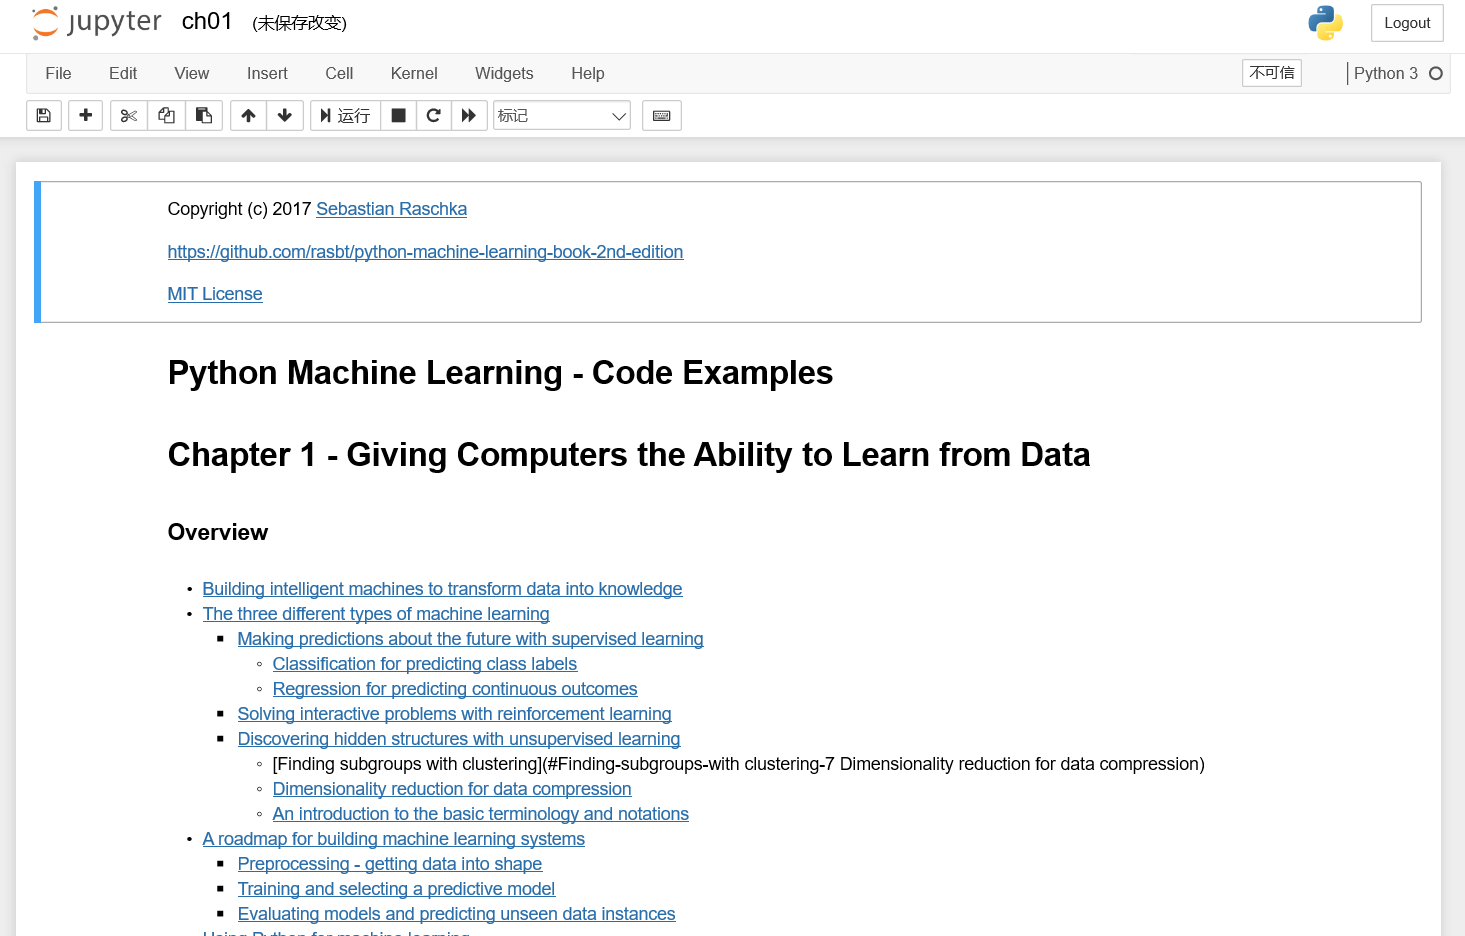 jupyter ch01 (未保存改变) Logout
File Edit View Insert Cell Kernel Widgets Help 不可信 Python 3
运行 标记
Copyright (c) 2017 Sebastian Raschka
https://github.com/rasbt/python-machine-learning-book-2nd-edition
MIT License
Python Machine Learning - Code Examples
Chapter 1 - Giving Computers the Ability to Learn from Data
Overview
• Building intelligent machines to transform data into knowledge
• The three different types of machine learning
▪ Making predictions about the future with supervised learning
◦ Classification for predicting class labels
◦ Regression for predicting continuous outcomes
▪ Solving interactive problems with reinforcement learning
▪ Discovering hidden structures with unsupervised learning
◦ [Finding subgroups with clustering](#Finding-subgroups-with clustering-7 Dimensionality reduction for data compression)
◦ Dimensionality reduction for data compression
◦ An introduction to the basic terminology and notations
• A roadmap for building machine learning systems
▪ Preprocessing - getting data into shape
▪ Training and selecting a predictive model
▪ Evaluating models and predicting unseen data instances
Using Python for machine learning